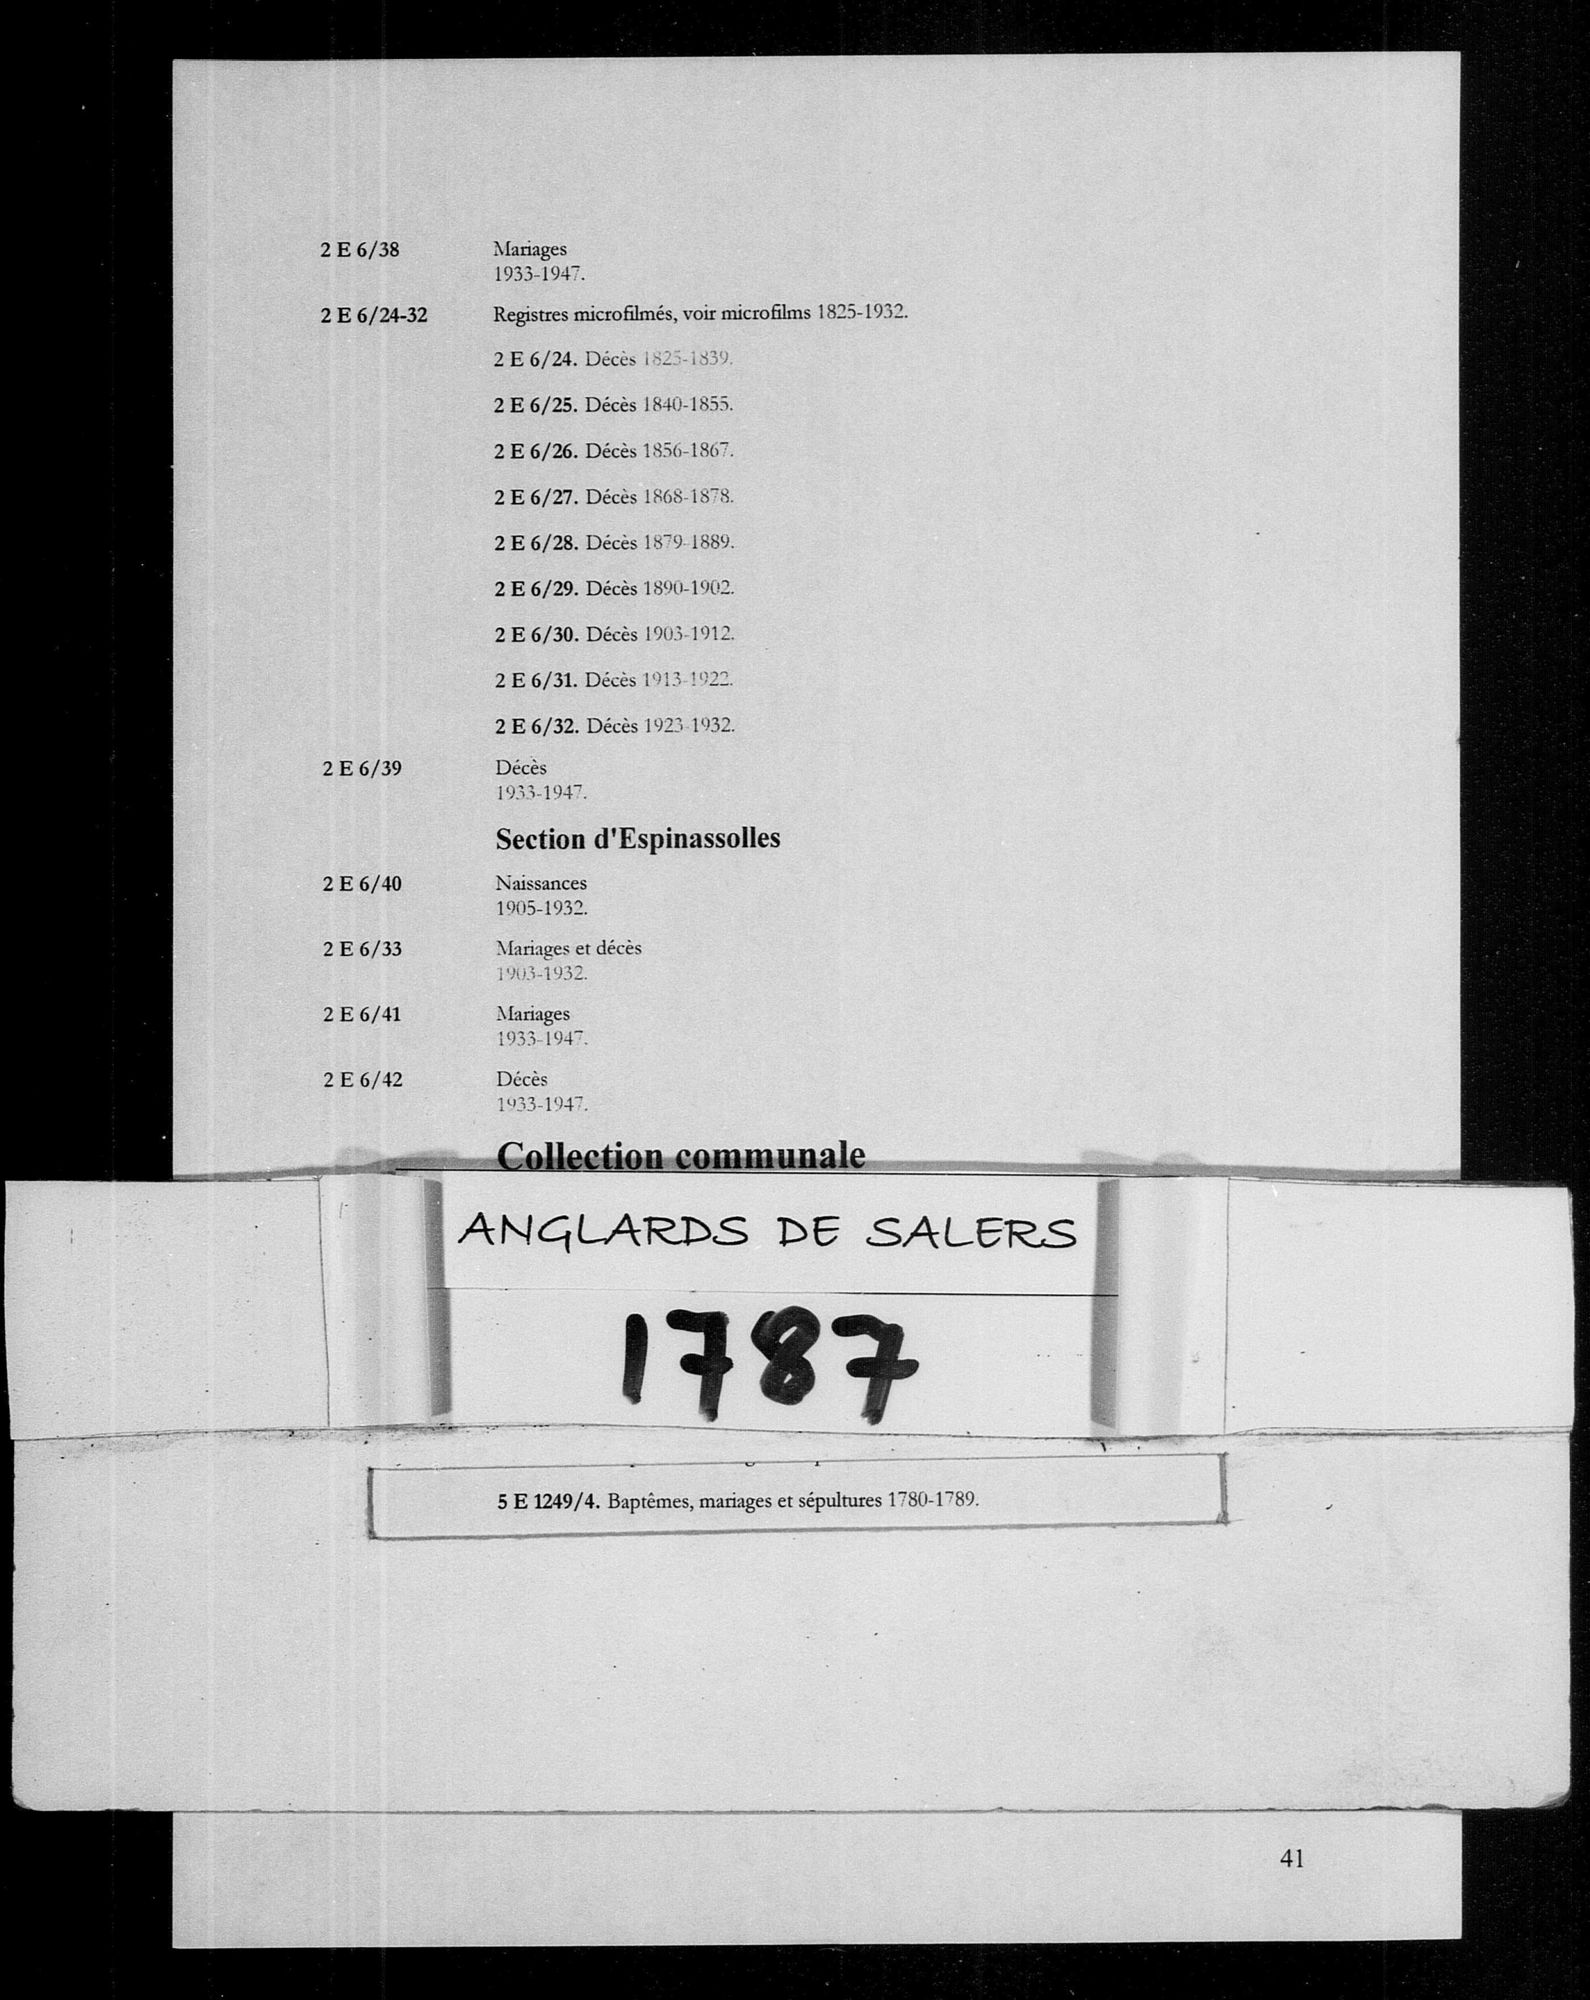 2 E 6/38 Mariages
1933-1947.
2 E 6/24-32 Registres microfilmés, voir microfilms 1825-1932.
2 E 6/24. Décès 1825-1839.
2 E 6/25. Décès 1840-1855.
2 E 6/26. Décès 1856-1867.
2 E 6/27. Décès 1868-1878.
2 E 6/28. Décès 1879-1889.
2 E 6/29. Décès 1890-1902.
2 E 6/30. Décès 1903-1912.
2 E 6/31. Décès 1913-1922.
2 E 6/32. Décès 1923-1932.
2 E 6/39 Décès
1933-1947.
Section d'Espinassolles
2 E 6/40 Naissances
1905-1932.
2 E 6/33 Mariages et décès
1903-1932.
2 E 6/41 Mariages
1933-1947.
2 E 6/42 Décès
1933-1947.
Collection communale
ANGLARDS DE SALERS
1787
5 E 1249/4. Baptêmes, mariages et sépultures 1780-1789.
41